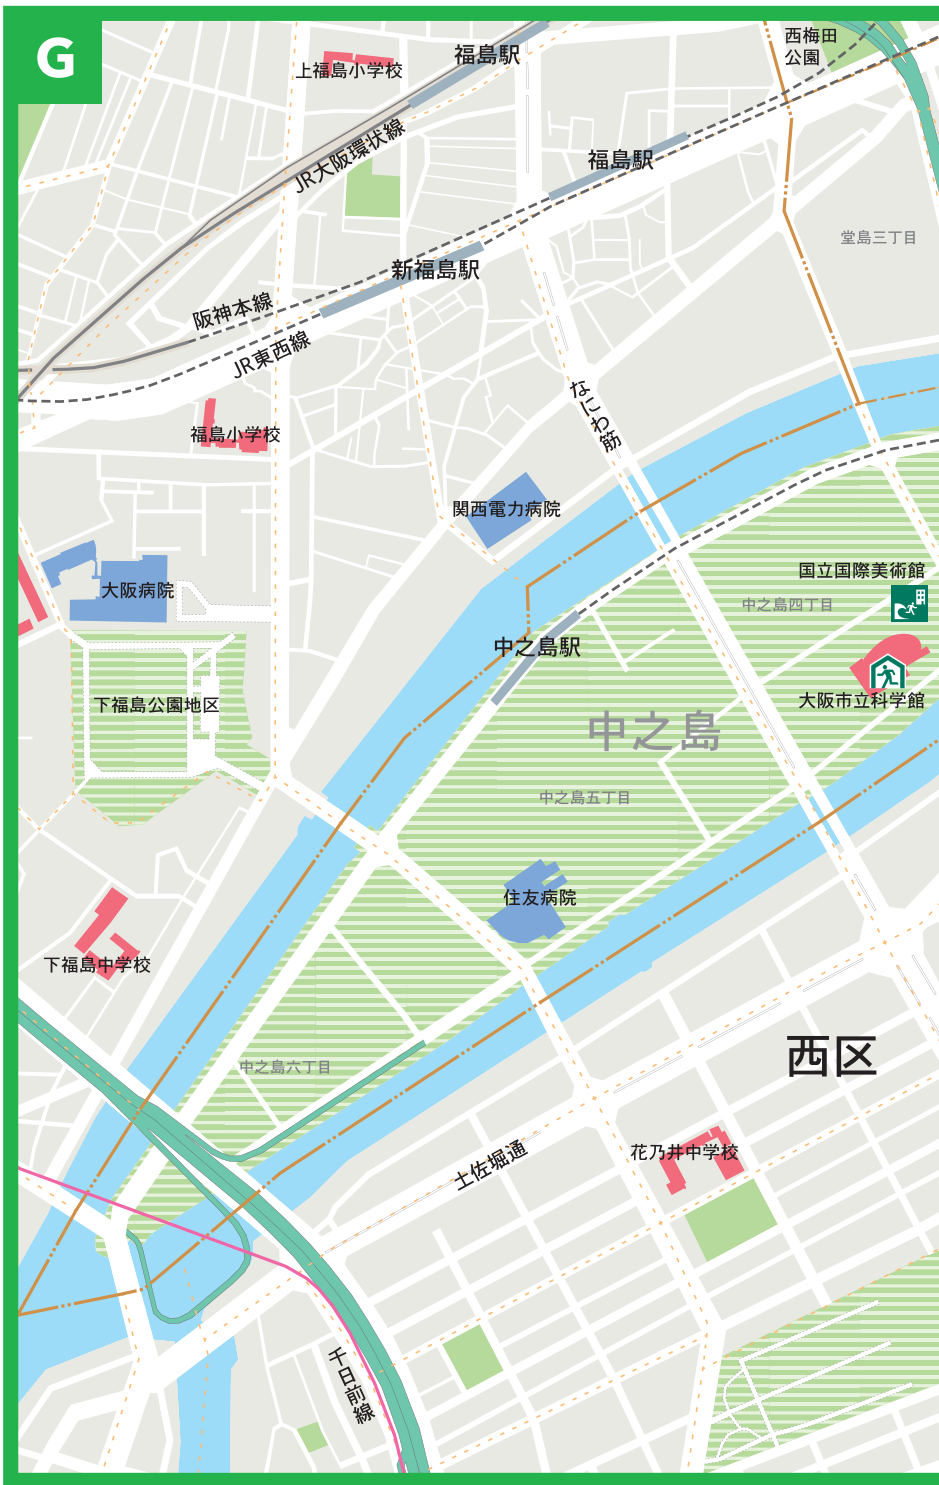 G
西梅田
公園
福島駅
上福島小学校
JR大阪環状線
福島駅
堂島三丁目
新福島駅
阪神本線
JR東西線
なにわ筋
福島小学校
関西電力病院
国立国際美術館
大阪病院
中之島四丁目
中之島駅
大阪市立科学館
下福島公園地区
中之島
中之島五丁目
住友病院
下福島中学校
西区
中之島六丁目
土佐堀通
花乃井中学校
千日前線